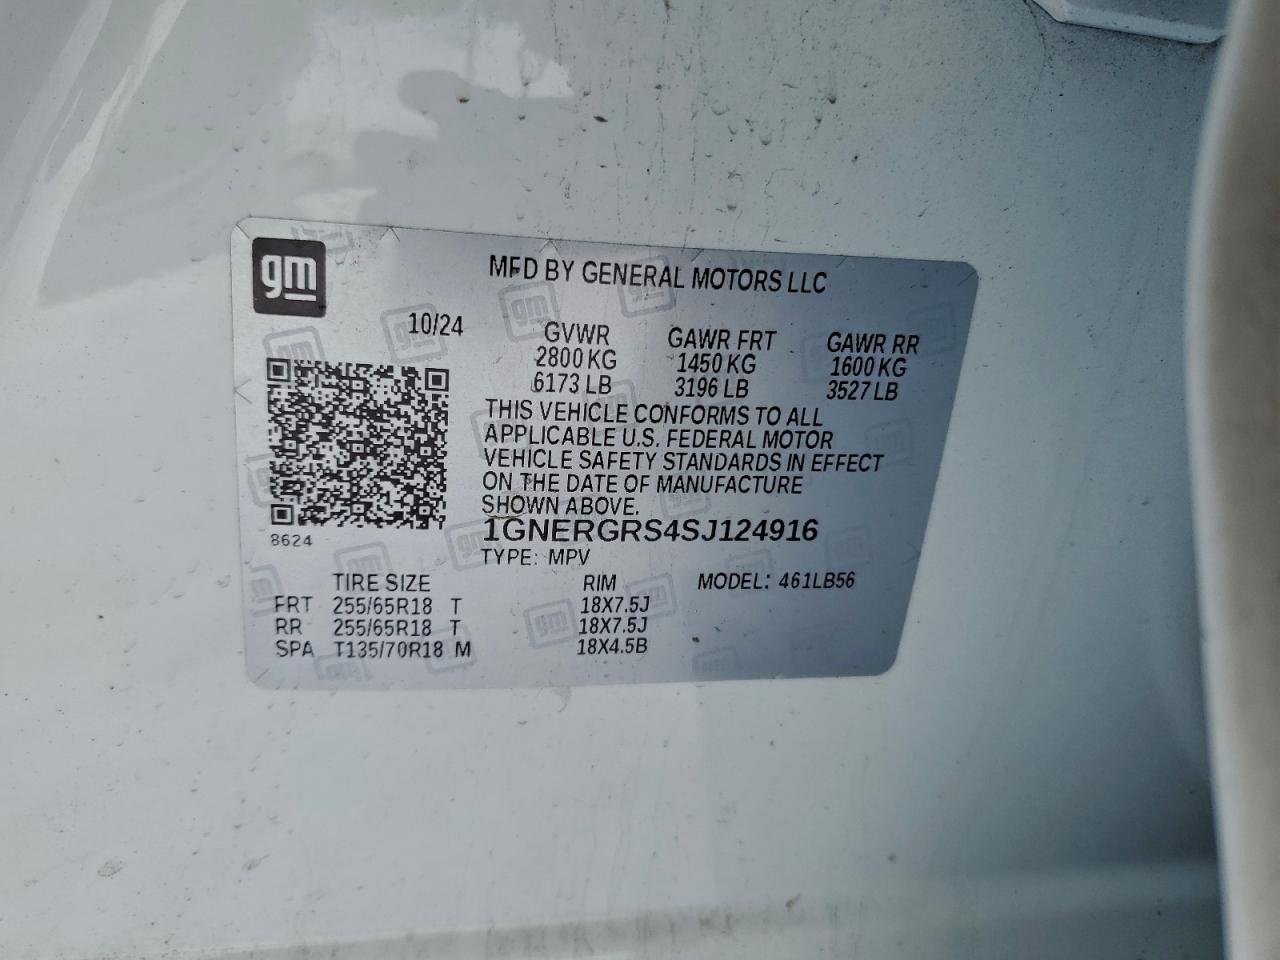 gm
MFD BY GENERAL MOTORS LLC
10/24
GVWR GAWR FRT GAWR RR
2800 KG 1450 KG 1600 KG
6173 LB 3196 LB 3527 LB
THIS VEHICLE CONFORMS TO ALL
APPLICABLE U.S. FEDERAL MOTOR
VEHICLE SAFETY STANDARDS IN EFFECT
ON THE DATE OF MANUFACTURE
SHOWN ABOVE.
8624
1GNERGRS4SJ124916
TYPE: MPV
TIRE SIZE RIM MODEL: 461LB56
FRT 255/65R18 T 18X7.5J
RR 255/65R18 T 18X7.5J
SPA T135/70R18 M 18X4.5B